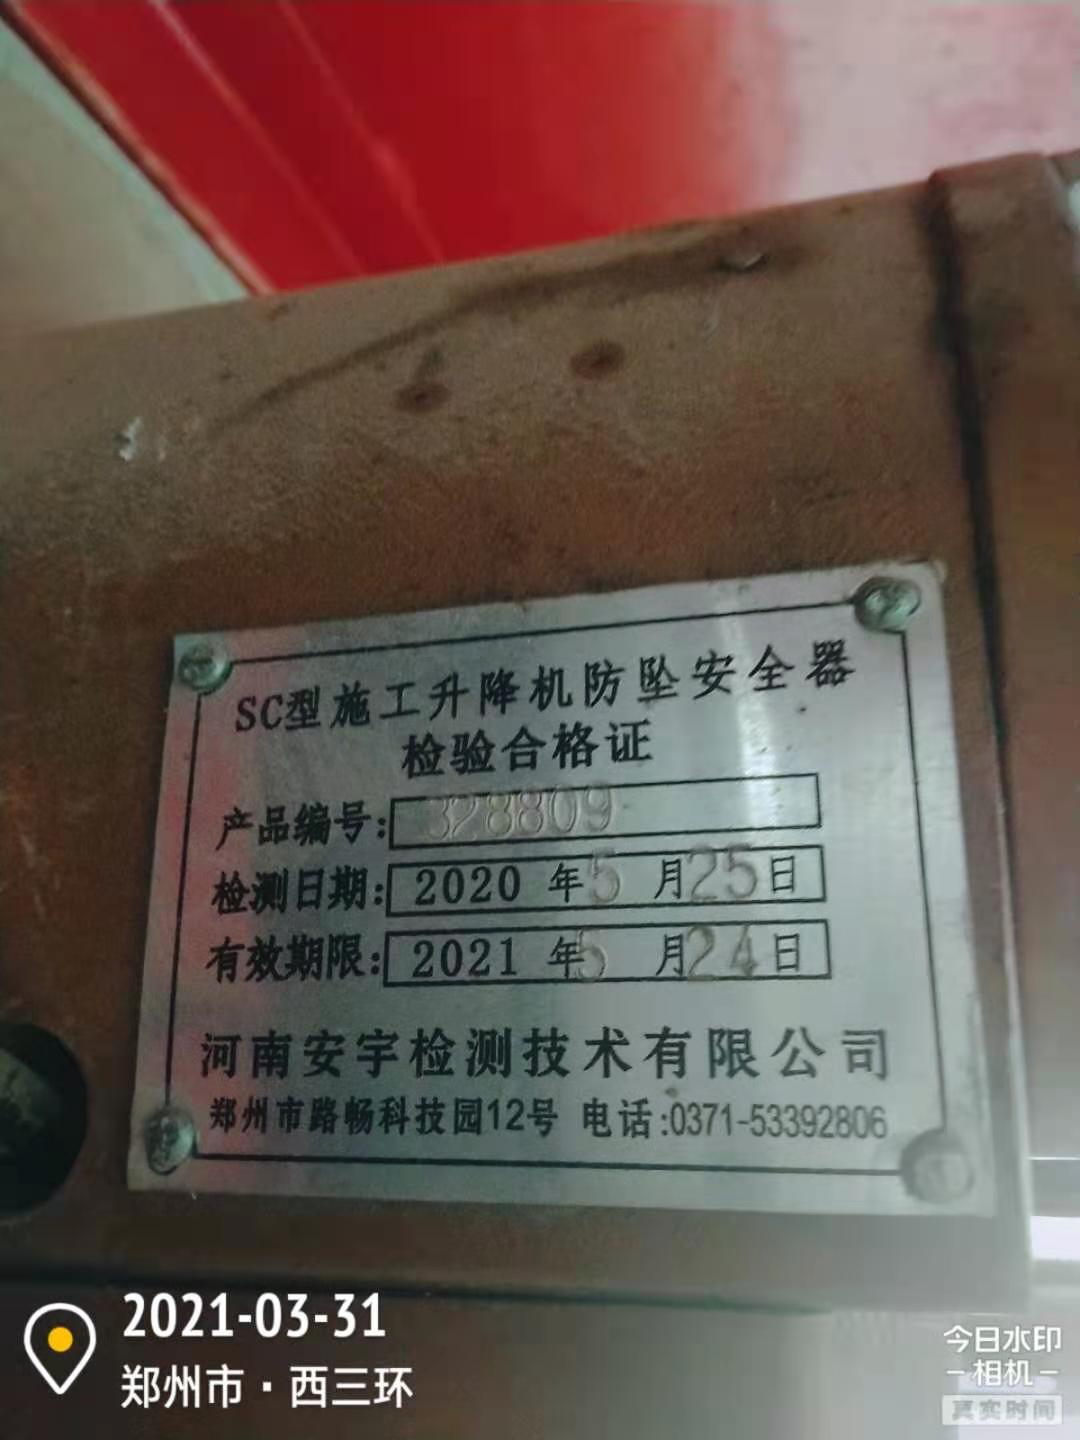 SC型施工升降机防坠安全器
检验合格证
产品编号: 328809
检测日期: 2020 年 5 月 25 日
有效期限: 2021 年 5 月 24 日
河南安宇检测技术有限公司
郑州市路畅科技园12号 电话:0371-53392806
2021-03-31
郑州市·西三环
今日水印
-相机-
真实时间